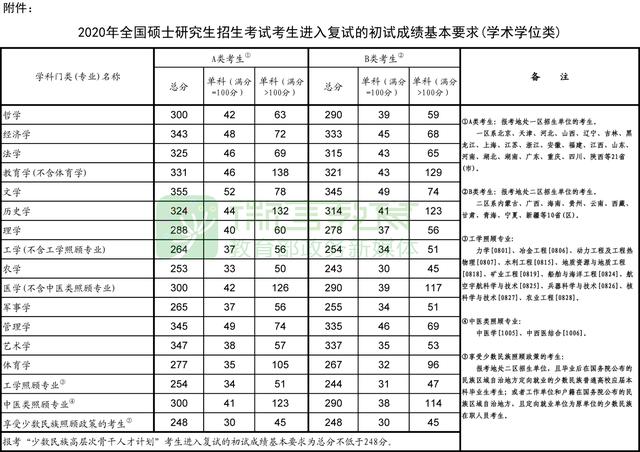 附件：
2020年全国硕士研究生招生考试考生进入复试的初试成绩基本要求(学术学位类)
学科门类(专业)名称 A类考生① B类考生① 备 注
总分 单科(满分=100分) 单科(满分>100分) 总分 单科(满分=100分) 单科(满分>100分)
哲学 300 42 63 290 39 59
经济学 343 48 72 333 45 68
法学 325 46 69 315 43 65
教育学(不含体育学) 331 46 138 321 43 129
文学 355 52 78 345 49 74
历史学 324 44 132 314 41 123
理学 288 40 60 278 37 56
工学(不含工学照顾专业) 264 37 56 254 34 51
农学 253 33 50 243 30 45
医学(不含中医类照顾专业) 300 42 126 290 39 117
军事学 265 37 56 255 34 51
管理学 345 49 74 335 46 69
艺术学 347 38 57 337 35 53
体育学 277 35 105 267 32 96
工学照顾专业③ 254 34 51 244 31 47
中医类照顾专业④ 300 41 123 290 38 114
享受少数民族照顾政策的考生⑤ 248 30 45 248 30 45
报考“少数民族高层次骨干人才计划”考生进入复试的初试成绩基本要求为总分不低于248分。
①A类考生：报考地处一区招生单位的考生。
一区系北京、天津、河北、山西、辽宁、吉林、黑
龙江、上海、江苏、浙江、安徽、福建、江西、山东、
河南、湖北、湖南、广东、重庆、四川、陕西等21省
(市)。
②B类考生：报考地处二区招生单位的考生。
二区系内蒙古、广西、海南、贵州、云南、西藏、
甘肃、青海、宁夏、新疆等10省(区)。
③工学照顾专业：
力学[0801]、冶金工程[0806]、动力工程及工程热
物理[0807]、水利工程[0815]、地质资源与地质工程
[0818]、矿业工程[0819]、船舶与海洋工程[0824]、航
空宇航科学与技术[0825]、兵器科学与技术[0826]、核
科学与技术[0827]、农业工程[0828]。
④中医类照顾专业：
中医学[1005]、中西医结合[1006]。
⑤享受少数民族照顾政策的考生：
报考地处二区招生单位，且毕业后在国务院公布的
民族区域自治地方定向就业的少数民族普通高校应届本
科毕业生考生；或者工作单位和户籍在国务院公布的民
族区域自治地方，且定向就业单位为原单位的少数民族
在职人员考生。
微言教育
教育部政务新媒体